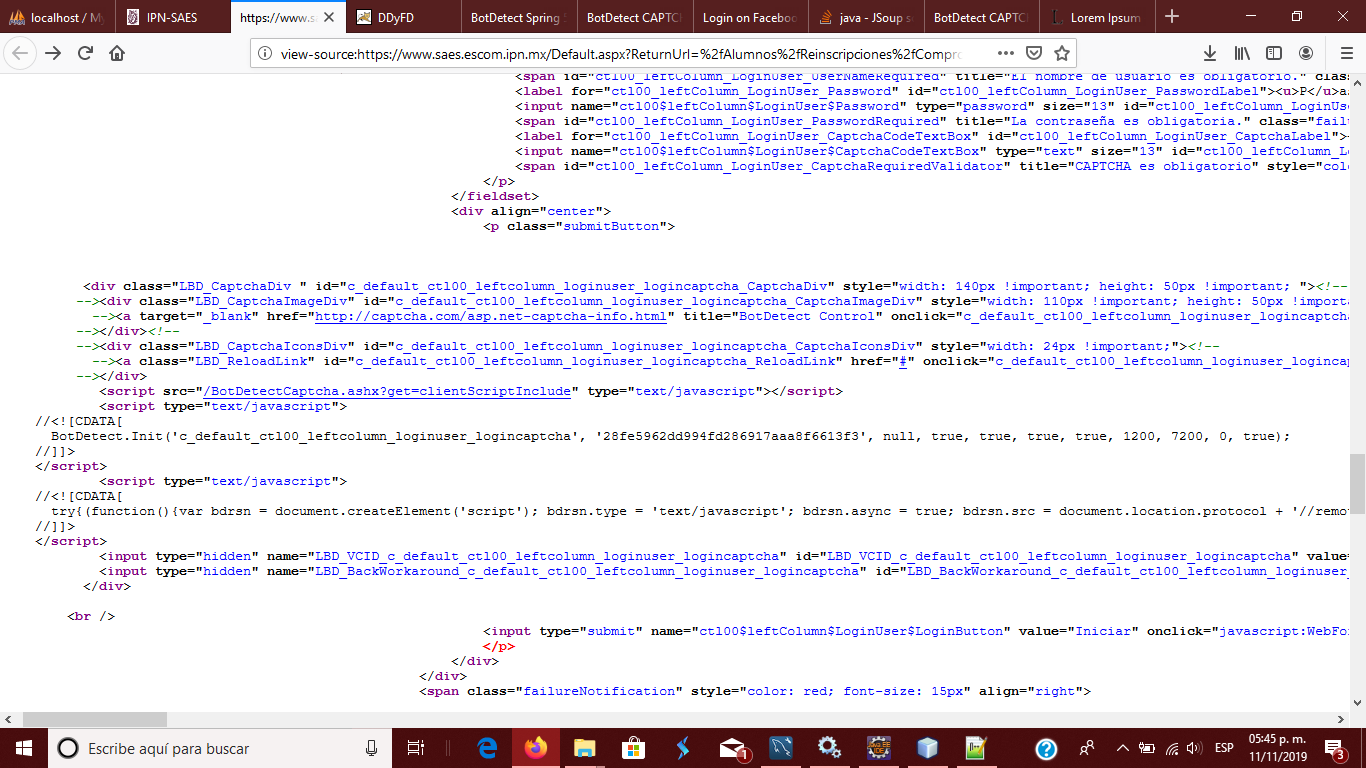 localhost / My
IPN-SAES
https://www.sa
DDyFD
BotDetect Spring S
BotDetect CAPTC
Login on Facebo
java - JSoup s
BotDetect CAPTC
Lorem Ipsum
view-source:https://www.saes.escom.ipn.mx/Default.aspx?ReturnUrl=%2fAlumnos%2fReinscripciones%2fCompro
<span id="ctl00_leftColumn_LoginUser_UserNameRequired" title="El nombre de usuario es obligatorio." clas
<label for="ctl00_leftColumn_LoginUser_Password" id="ctl00_leftColumn_LoginUser_PasswordLabel"><u>P</u>as
<input name="ctl00$leftColumn$LoginUser$Password" type="password" size="13" id="ctl00_leftColumn_LoginUs
<span id="ctl00_leftColumn_LoginUser_PasswordRequired" title="La contraseña es obligatoria." class="fail
<label for="ctl00_leftColumn_LoginUser_CaptchaCodeTextBox" id="ctl00_leftColumn_LoginUser_CaptchaLabel">
<input name="ctl00$leftColumn$LoginUser$CaptchaCodeTextBox" type="text" size="13" id="ctl00_leftColumn_Lo
<span id="ctl00_leftColumn_LoginUser_CaptchaRequiredValidator" title="CAPTCHA es obligatorio" style="colo
</p>
</fieldset>
<div align="center">
<p class="submitButton">
<div class="LBD_CaptchaDiv " id="c_default_ctl00_leftcolumn_loginuser_logincaptcha_CaptchaDiv" style="width: 140px !important; height: 50px !important; "><!--
--><div class="LBD_CaptchaImageDiv" id="c_default_ctl00_leftcolumn_loginuser_logincaptcha_CaptchaImageDiv" style="width: 110px !important; height: 50px !important
--><a target="_blank" href="http://captcha.com/asp.net-captcha-info.html" title="BotDetect Control" onclick="c_default_ctl00_leftcolumn_loginuser_logincaptcha
--></div><!--
--><div class="LBD_CaptchaIconsDiv" id="c_default_ctl00_leftcolumn_loginuser_logincaptcha_CaptchaIconsDiv" style="width: 24px !important;"><!--
--><a class="LBD_ReloadLink" id="c_default_ctl00_leftcolumn_loginuser_logincaptcha_ReloadLink" href="#" onclick="c_default_ctl00_leftcolumn_loginuser_logincap
--></div>
<script src="/BotDetectCaptcha.ashx?get=clientScriptInclude" type="text/javascript"></script>
<script type="text/javascript">
//<![CDATA[
BotDetect.Init('c_default_ctl00_leftcolumn_loginuser_logincaptcha', '28fe5962dd994fd286917aaa8f6613f3', null, true, true, true, true, 1200, 7200, 0, true);
//]]>
</script>
<script type="text/javascript">
//<![CDATA[
try{(function(){var bdrsn = document.createElement('script'); bdrsn.type = 'text/javascript'; bdrsn.async = true; bdrsn.src = document.location.protocol + '//remo
//]]>
</script>
<input type="hidden" name="LBD_VCID_c_default_ctl00_leftcolumn_loginuser_logincaptcha" id="LBD_VCID_c_default_ctl00_leftcolumn_loginuser_logincaptcha" value=
<input type="hidden" name="LBD_BackWorkaround_c_default_ctl00_leftcolumn_loginuser_logincaptcha" id="LBD_BackWorkaround_c_default_ctl00_leftcolumn_loginuser_
</div>
<br />
<input type="submit" name="ctl00$leftColumn$LoginUser$LoginButton" value="Iniciar" onclick="javascript:WebFo
</p>
</div>
</div>
<span class="failureNotification" style="color: red; font-size: 15px" align="right">
Escribe aquí para buscar
1
ESP
05:45 p. m.
11/11/2019
3